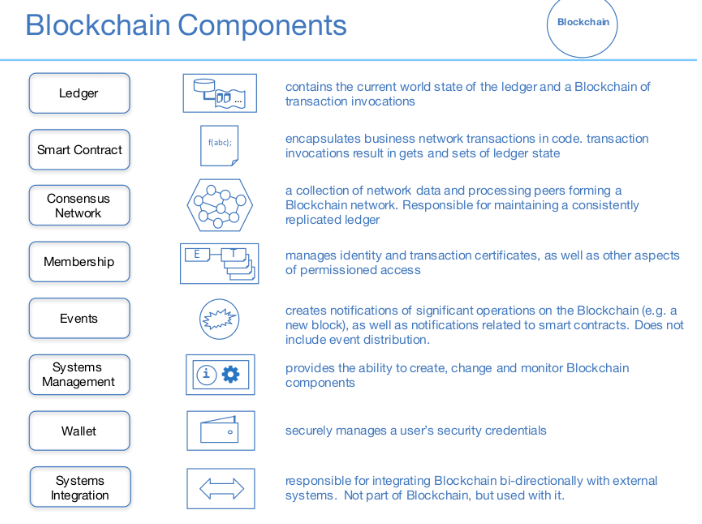 Blockchain Components
Blockchain
Ledger
contains the current world state of the ledger and a Blockchain of
transaction invocations
Smart Contract
f(abc);
encapsulates business network transactions in code. transaction
invocations result in gets and sets of ledger state
Consensus
Network
a collection of network data and processing peers forming a
Blockchain network. Responsible for maintaining a consistently
replicated ledger
Membership
E T
manages identity and transaction certificates, as well as other aspects
of permissioned access
Events
creates notifications of significant operations on the Blockchain (e.g. a
new block), as well as notifications related to smart contracts. Does not
include event distribution.
Systems
Management
i
provides the ability to create, change and monitor Blockchain
components
Wallet
securely manages a user's security credentials
Systems
Integration
responsible for integrating Blockchain bi-directionally with external
systems. Not part of Blockchain, but used with it.